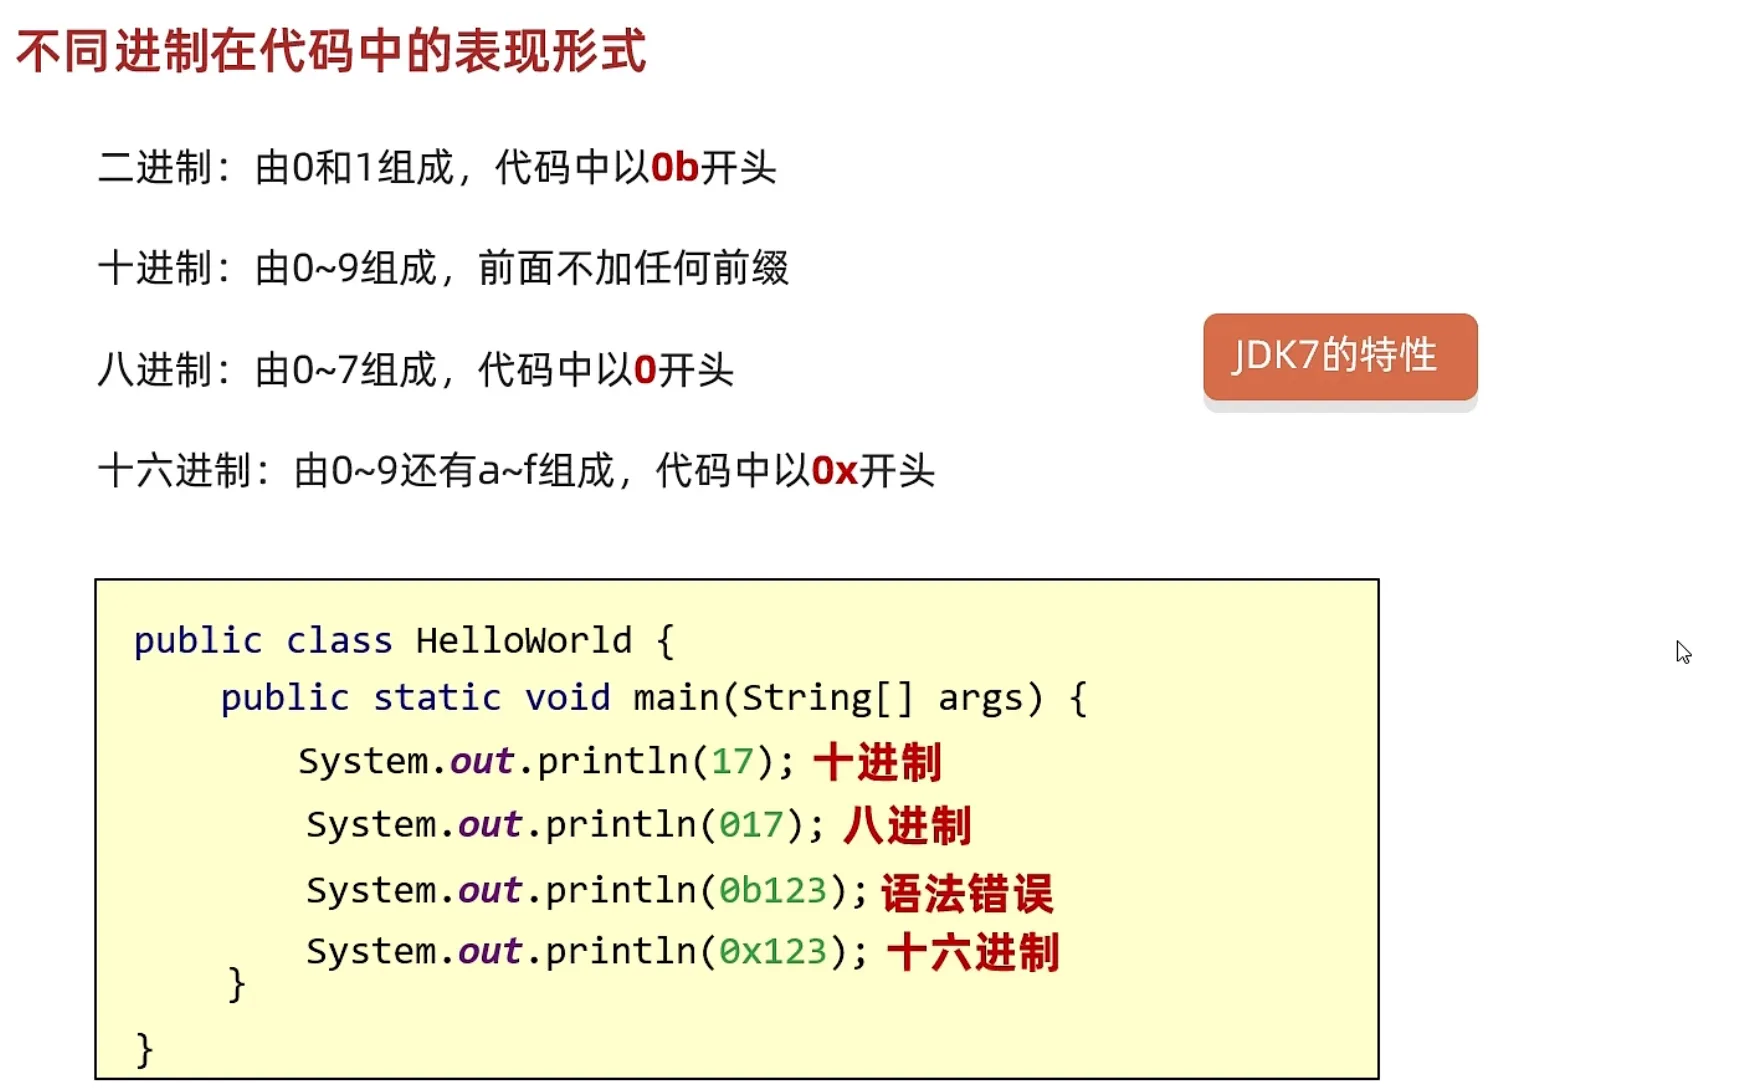 不同进制在代码中的表现形式
二进制：由0和1组成，代码中以0b开头
十进制：由0~9组成，前面不加任何前缀
八进制：由0~7组成，代码中以0开头
十六进制：由0~9还有a~f组成，代码中以0x开头
JDK7的特性
public class HelloWorld {
public static void main(String[] args) {
System.out.println(17); 十进制
System.out.println(017); 八进制
System.out.println(0b123); 语法错误
System.out.println(0x123); 十六进制
}
}